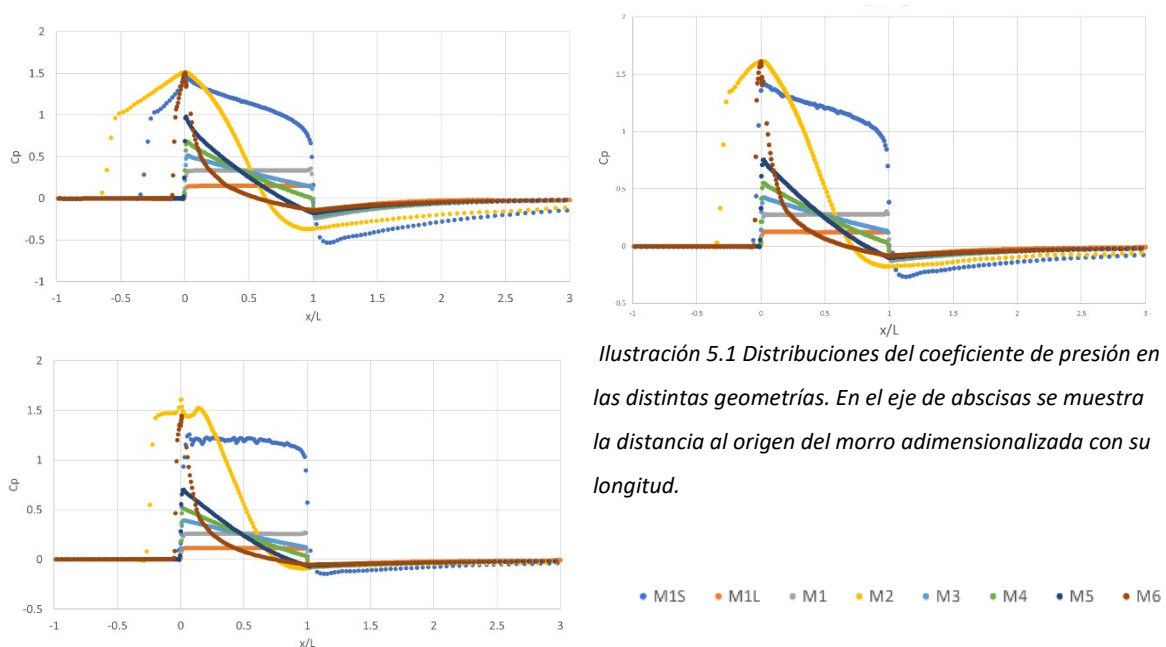 2
1.5
1
0.5
0
-0.5
-1
Cp
-1 -0.5 0 0.5 1 1.5 2 2.5 3
x/L
2
1.5
1
0.5
0
0.5
Cp
-1 -0.5 0 0.5 1 1.5 2 2.5 3
x/L
Ilustración 5.1 Distribuciones del coeficiente de presión en
las distintas geometrías. En el eje de abscisas se muestra
la distancia al origen del morro adimensionalizada con su
longitud.
2
1.5
1
0.5
0
-0.5
Cp
-1 -0.5 0 0.5 1 1.5 2 2.5 3
x/L
M1S M1L M1 M2 M3 M4 M5 M6